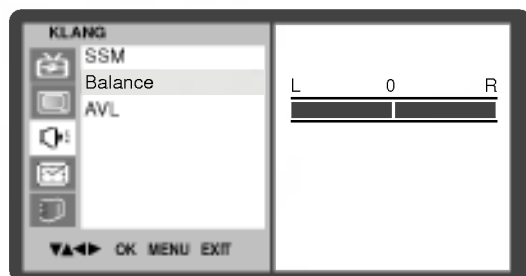 KLANG
SSM
Balance
AVL
L 0 R
▼▲◀▶ OK MENU EXIT